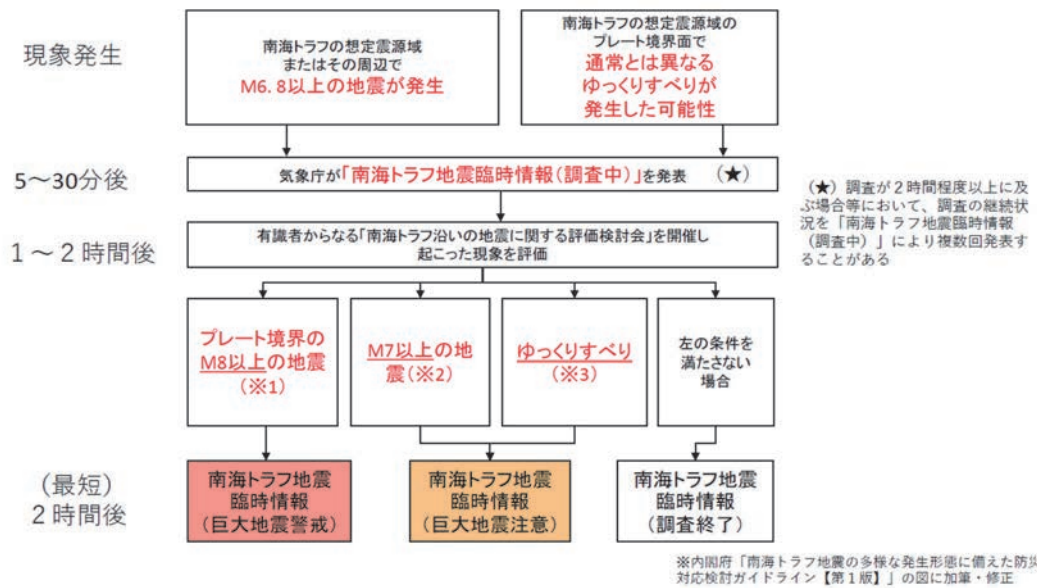 現象発生
南海トラフの想定震源域
またはその周辺で
M6.8以上の地震が発生
南海トラフの想定震源域の
プレート境界面で
通常とは異なる
ゆっくりすべりが
発生した可能性
5～30分後
気象庁が「南海トラフ地震臨時情報(調査中)」を発表 (★)
(★)調査が2時間程度以上に及
ぶ場合等において、調査の継続状
況を「南海トラフ地震臨時情報
(調査中)」により複数回発表す
ることがある
1～2時間後
有識者からなる「南海トラフ沿いの地震に関する評価検討会」を開催し
起こった現象を評価
プレート境界の
M8以上の地震
(※1)
M7以上の地
震(※2)
ゆっくりすべり
(※3)
左の条件を
満たさない
場合
(最短)
2時間後
南海トラフ地震
臨時情報
(巨大地震警戒)
南海トラフ地震
臨時情報
(巨大地震注意)
南海トラフ地震
臨時情報
(調査終了)
※内閣府「南海トラフ地震の多様な発生形態に備えた防災
対応検討ガイドライン【第1版】」の図に加筆・修正